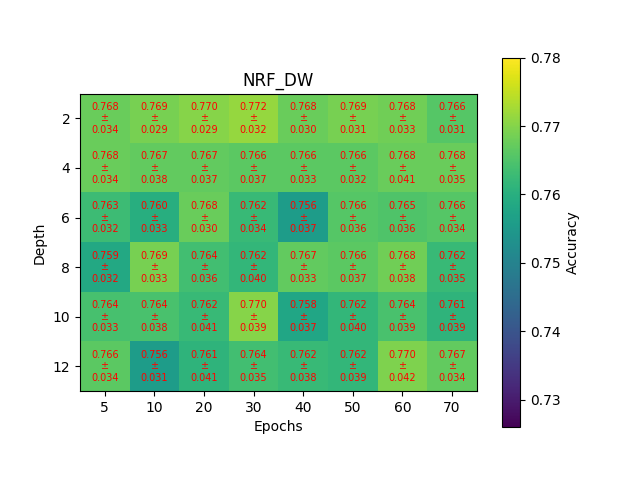 NRF_DW
0.768 0.769 0.770 0.772 0.768 0.769 0.768 0.766
± ± ± ± ± ± ± ±
0.034 0.029 0.029 0.032 0.030 0.031 0.033 0.031
0.768 0.767 0.767 0.766 0.766 0.766 0.768 0.768
± ± ± ± ± ± ± ±
0.034 0.038 0.037 0.037 0.033 0.032 0.041 0.035
0.763 0.760 0.768 0.762 0.756 0.766 0.765 0.766
± ± ± ± ± ± ± ±
0.032 0.033 0.030 0.034 0.037 0.036 0.036 0.034
0.759 0.769 0.764 0.762 0.767 0.766 0.768 0.762
± ± ± ± ± ± ± ±
0.032 0.033 0.036 0.040 0.033 0.037 0.038 0.035
0.764 0.764 0.762 0.770 0.758 0.762 0.764 0.761
± ± ± ± ± ± ± ±
0.033 0.038 0.041 0.039 0.037 0.040 0.039 0.039
0.766 0.756 0.761 0.764 0.762 0.762 0.770 0.767
± ± ± ± ± ± ± ±
0.034 0.031 0.041 0.035 0.038 0.039 0.042 0.034
2
4
6
8
10
12
Depth
5 10 20 30 40 50 60 70
Epochs
0.78
0.77
0.76
0.75
0.74
0.73
Accuracy